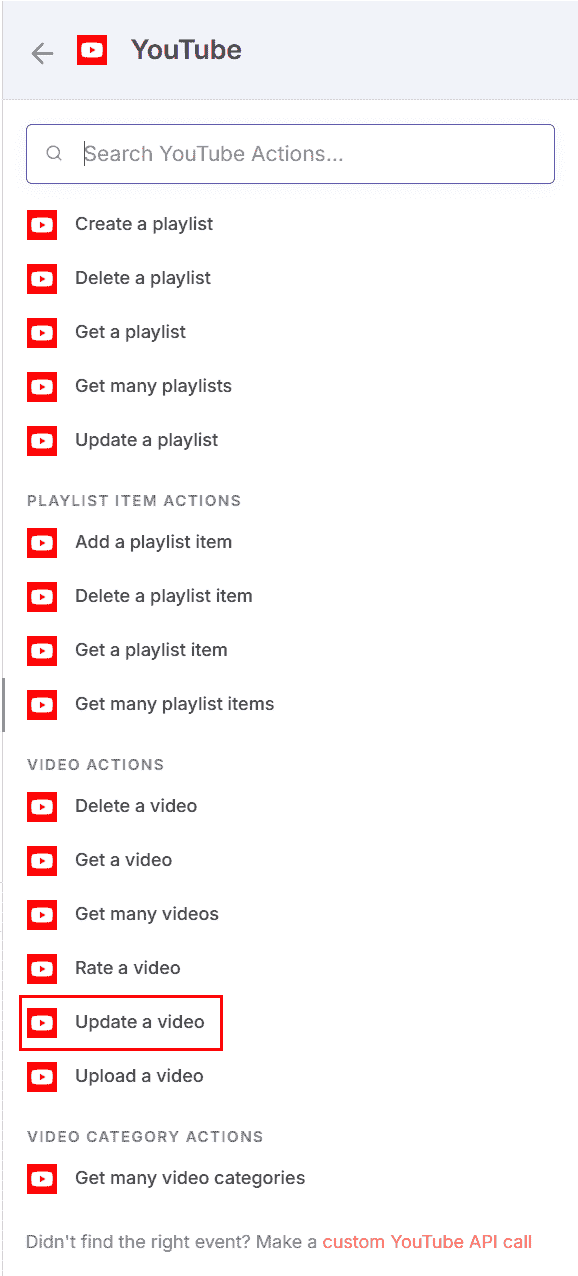 YouTube
Search YouTube Actions...
Create a playlist
Delete a playlist
Get a playlist
Get many playlists
Update a playlist
PLAYLIST ITEM ACTIONS
Add a playlist item
Delete a playlist item
Get a playlist item
Get many playlist items
VIDEO ACTIONS
Delete a video
Get a video
Get many videos
Rate a video
Update a video
Upload a video
VIDEO CATEGORY ACTIONS
Get many video categories
Didn't find the right event? Make a custom YouTube API call